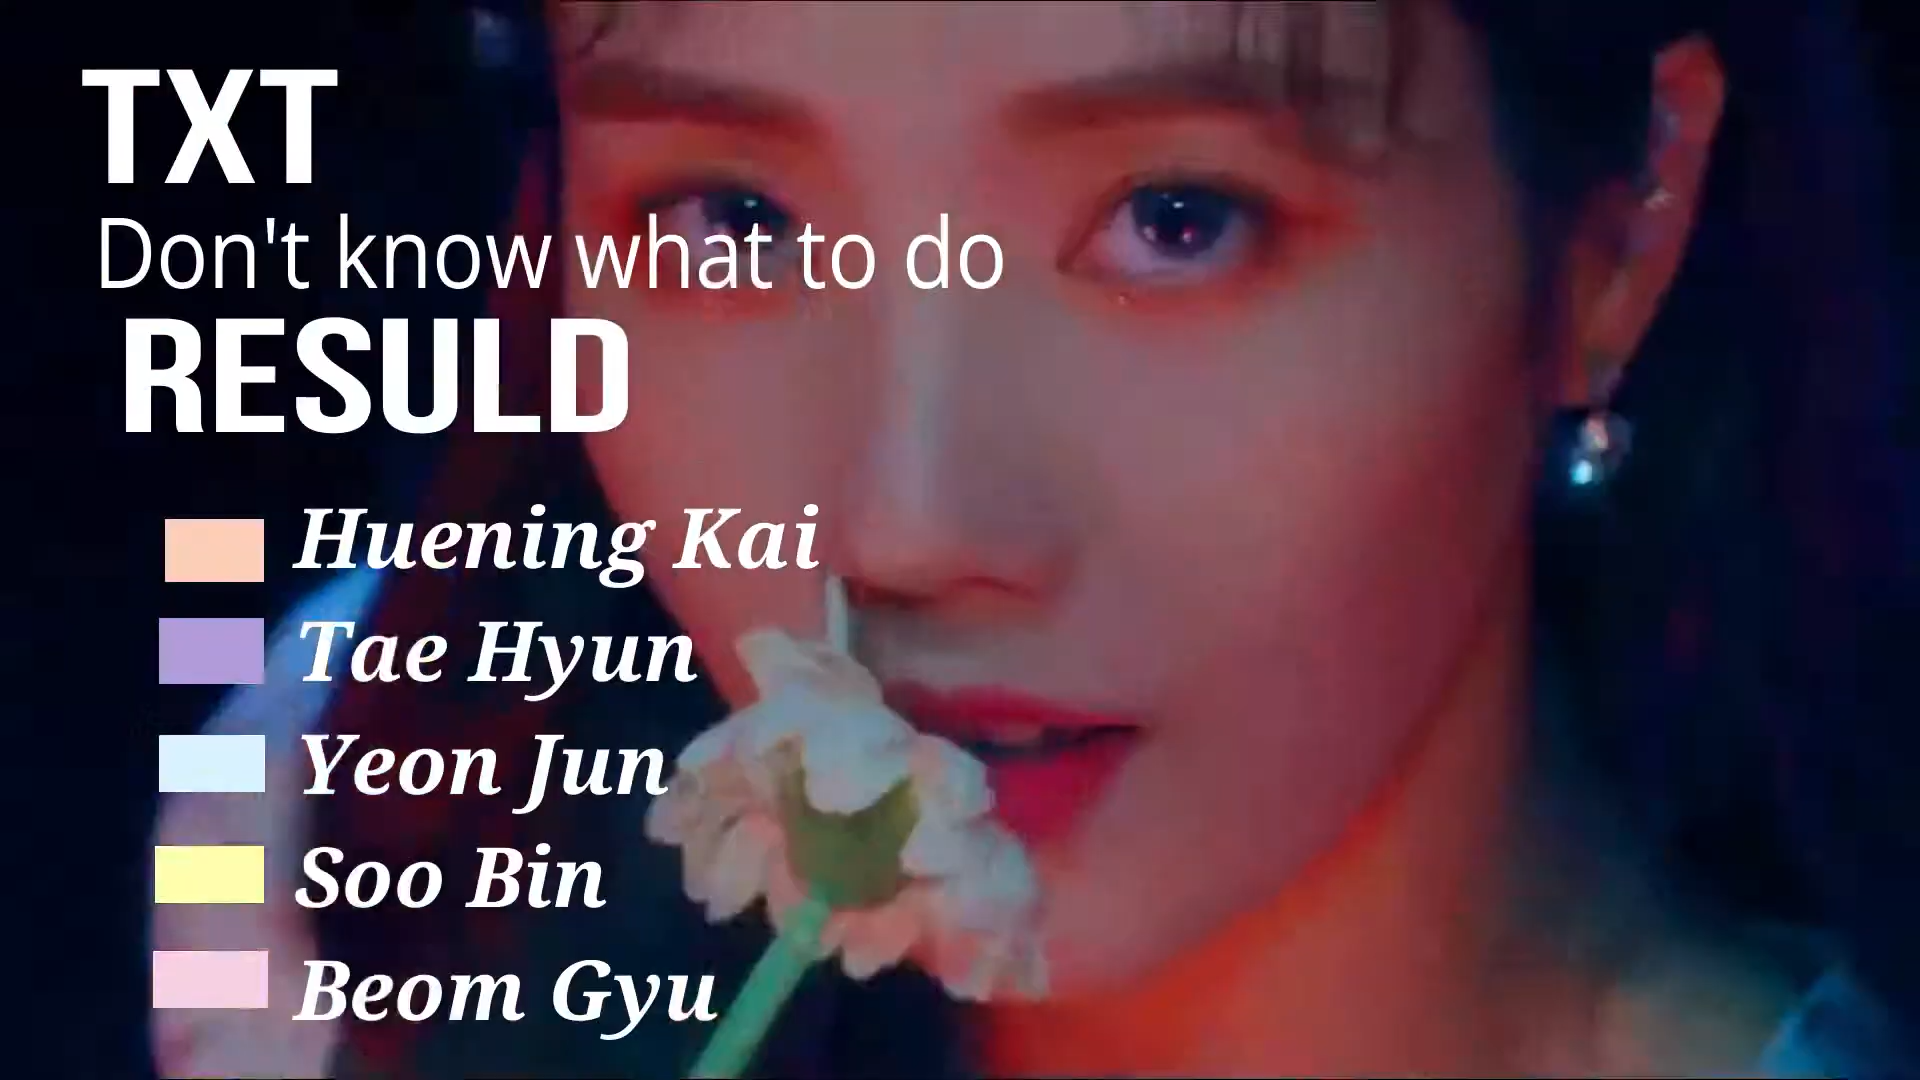 TXT
Don't know what to do
RESULD
Huening Kai
Tae Hyun
Yeon Jun
Soo Bin
Beom Gyu